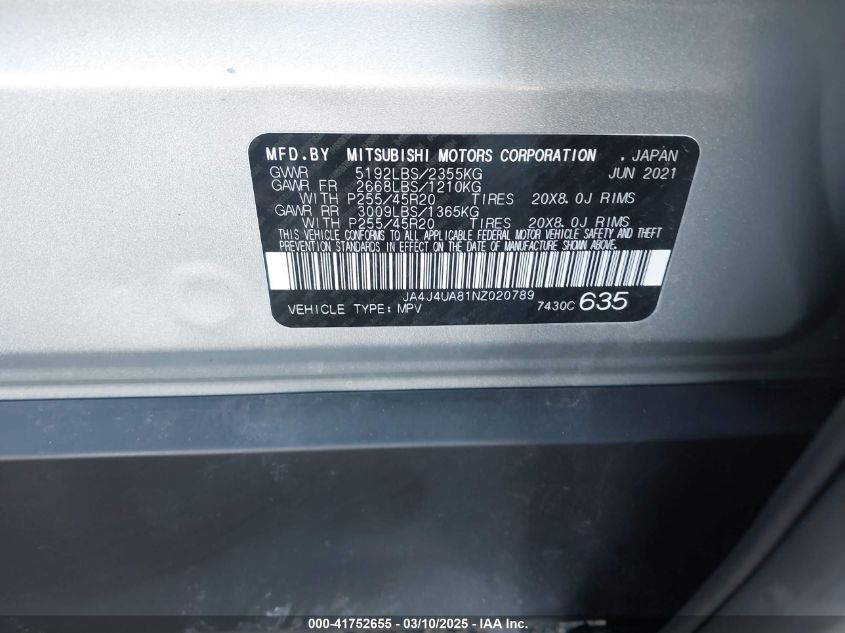 MFD.BY MITSUBISHI MOTORS CORPORATION . JAPAN
GVWR 5192LBS/2355KG JUN 2021
GAWR FR 2668LBS/1210KG
WITH P255/45R20 TIRES 20X8.0J RIMS
GAWR RR 3009LBS/1365KG
WITH P255/45R20 TIRES 20X8.0J RIMS
THIS VEHICLE CONFORMS TO ALL APPLICABLE FEDERAL MOTOR VEHICLE SAFETY AND THEFT
PREVENTION STANDARDS IN EFFECT ON THE DATE OF MANUFACTURE SHOWN ABOVE.
JA4J4UA81NZ020789
VEHICLE TYPE: MPV 7430C 635
000-41752655 — 03/10/2025 — IAA Inc.